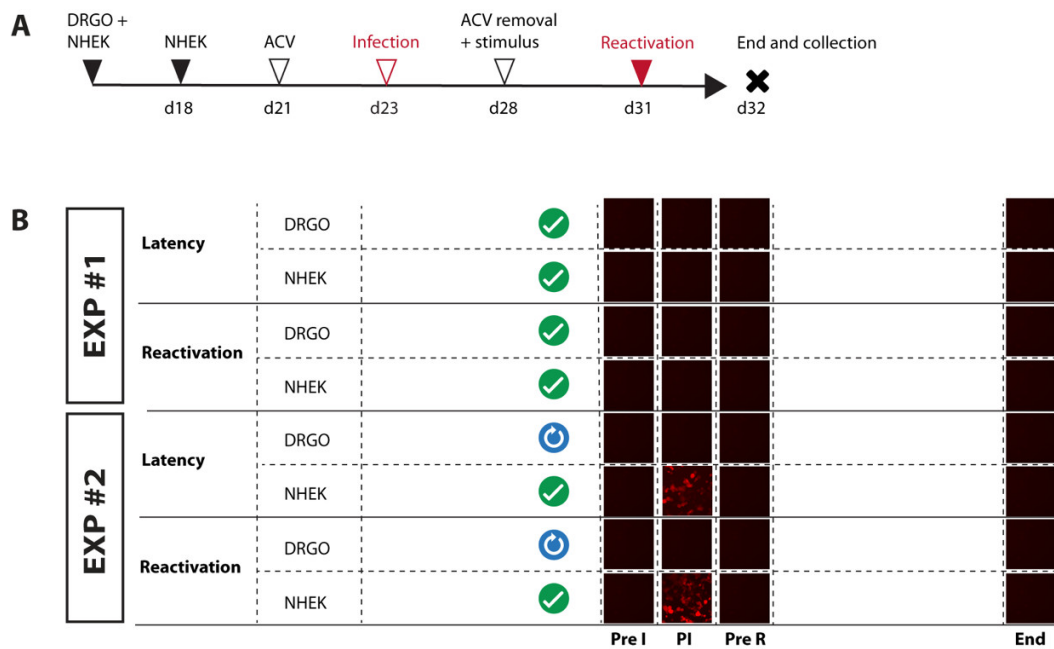 A
DRGO +
NHEK
NHEK
ACV
Infection
ACV removal
+ stimulus
Reactivation
End and collection
d18
d21
d23
d28
d31
d32
B
EXP #1
Latency
DRGO
NHEK
Reactivation
DRGO
NHEK
EXP #2
Latency
DRGO
NHEK
Reactivation
DRGO
NHEK
Pre I
PI
Pre R
End